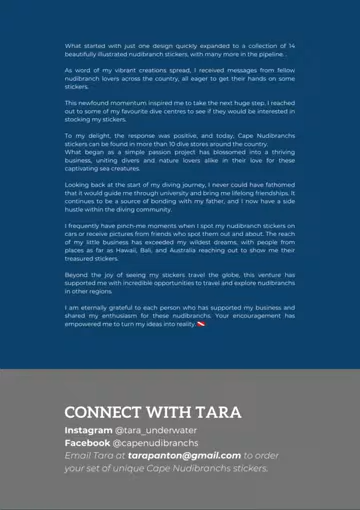 What started with just one design quickly expanded to a collection of 14
beautifully illustrated nudibranch stickers, with many more in the pipeline...
As word of my vibrant creations spread, I received messages from fellow
nudibranch lovers across the country, all eager to get their hands on some
stickers.
This newfound momentum inspired me to take the next huge step. I reached
out to some of my favourite dive centres to see if they would be interested in
stocking my stickers.
To my delight, the response was positive, and today, Cape Nudibranchs
stickers can be found in more than 10 dive stores around the country.
What began as a simple passion project has blossomed into a thriving
business, uniting divers and nature lovers alike in their love for these
captivating sea creatures.
Looking back at the start of my diving journey, I never could have fathomed
that it would guide me through university and bring me lifelong friendships. It
continues to be a source of bonding with my father, and I now have a side
hustle within the diving community.
I frequently have pinch-me moments when I spot my nudibranch stickers on
cars or receive pictures from friends who spot them out and about. The reach
of my little business has exceeded my wildest dreams, with people from
places as far as Hawaii, Bali, and Australia reaching out to show me their
treasured stickers.
Beyond the joy of seeing my stickers travel the globe, this venture has
supported me with incredible opportunities to travel and explore nudibranchs
in other regions.
I am eternally grateful to each person who has supported my business and
shared my enthusiasm for these nudibranchs. Your encouragement has
empowered me to turn my ideas into reality.
CONNECT WITH TARA
Instagram @tara_underwater
Facebook @capenudibranchs
Email Tara at tarapanton@gmail.com to order
your set of unique Cape Nudibranchs stickers.